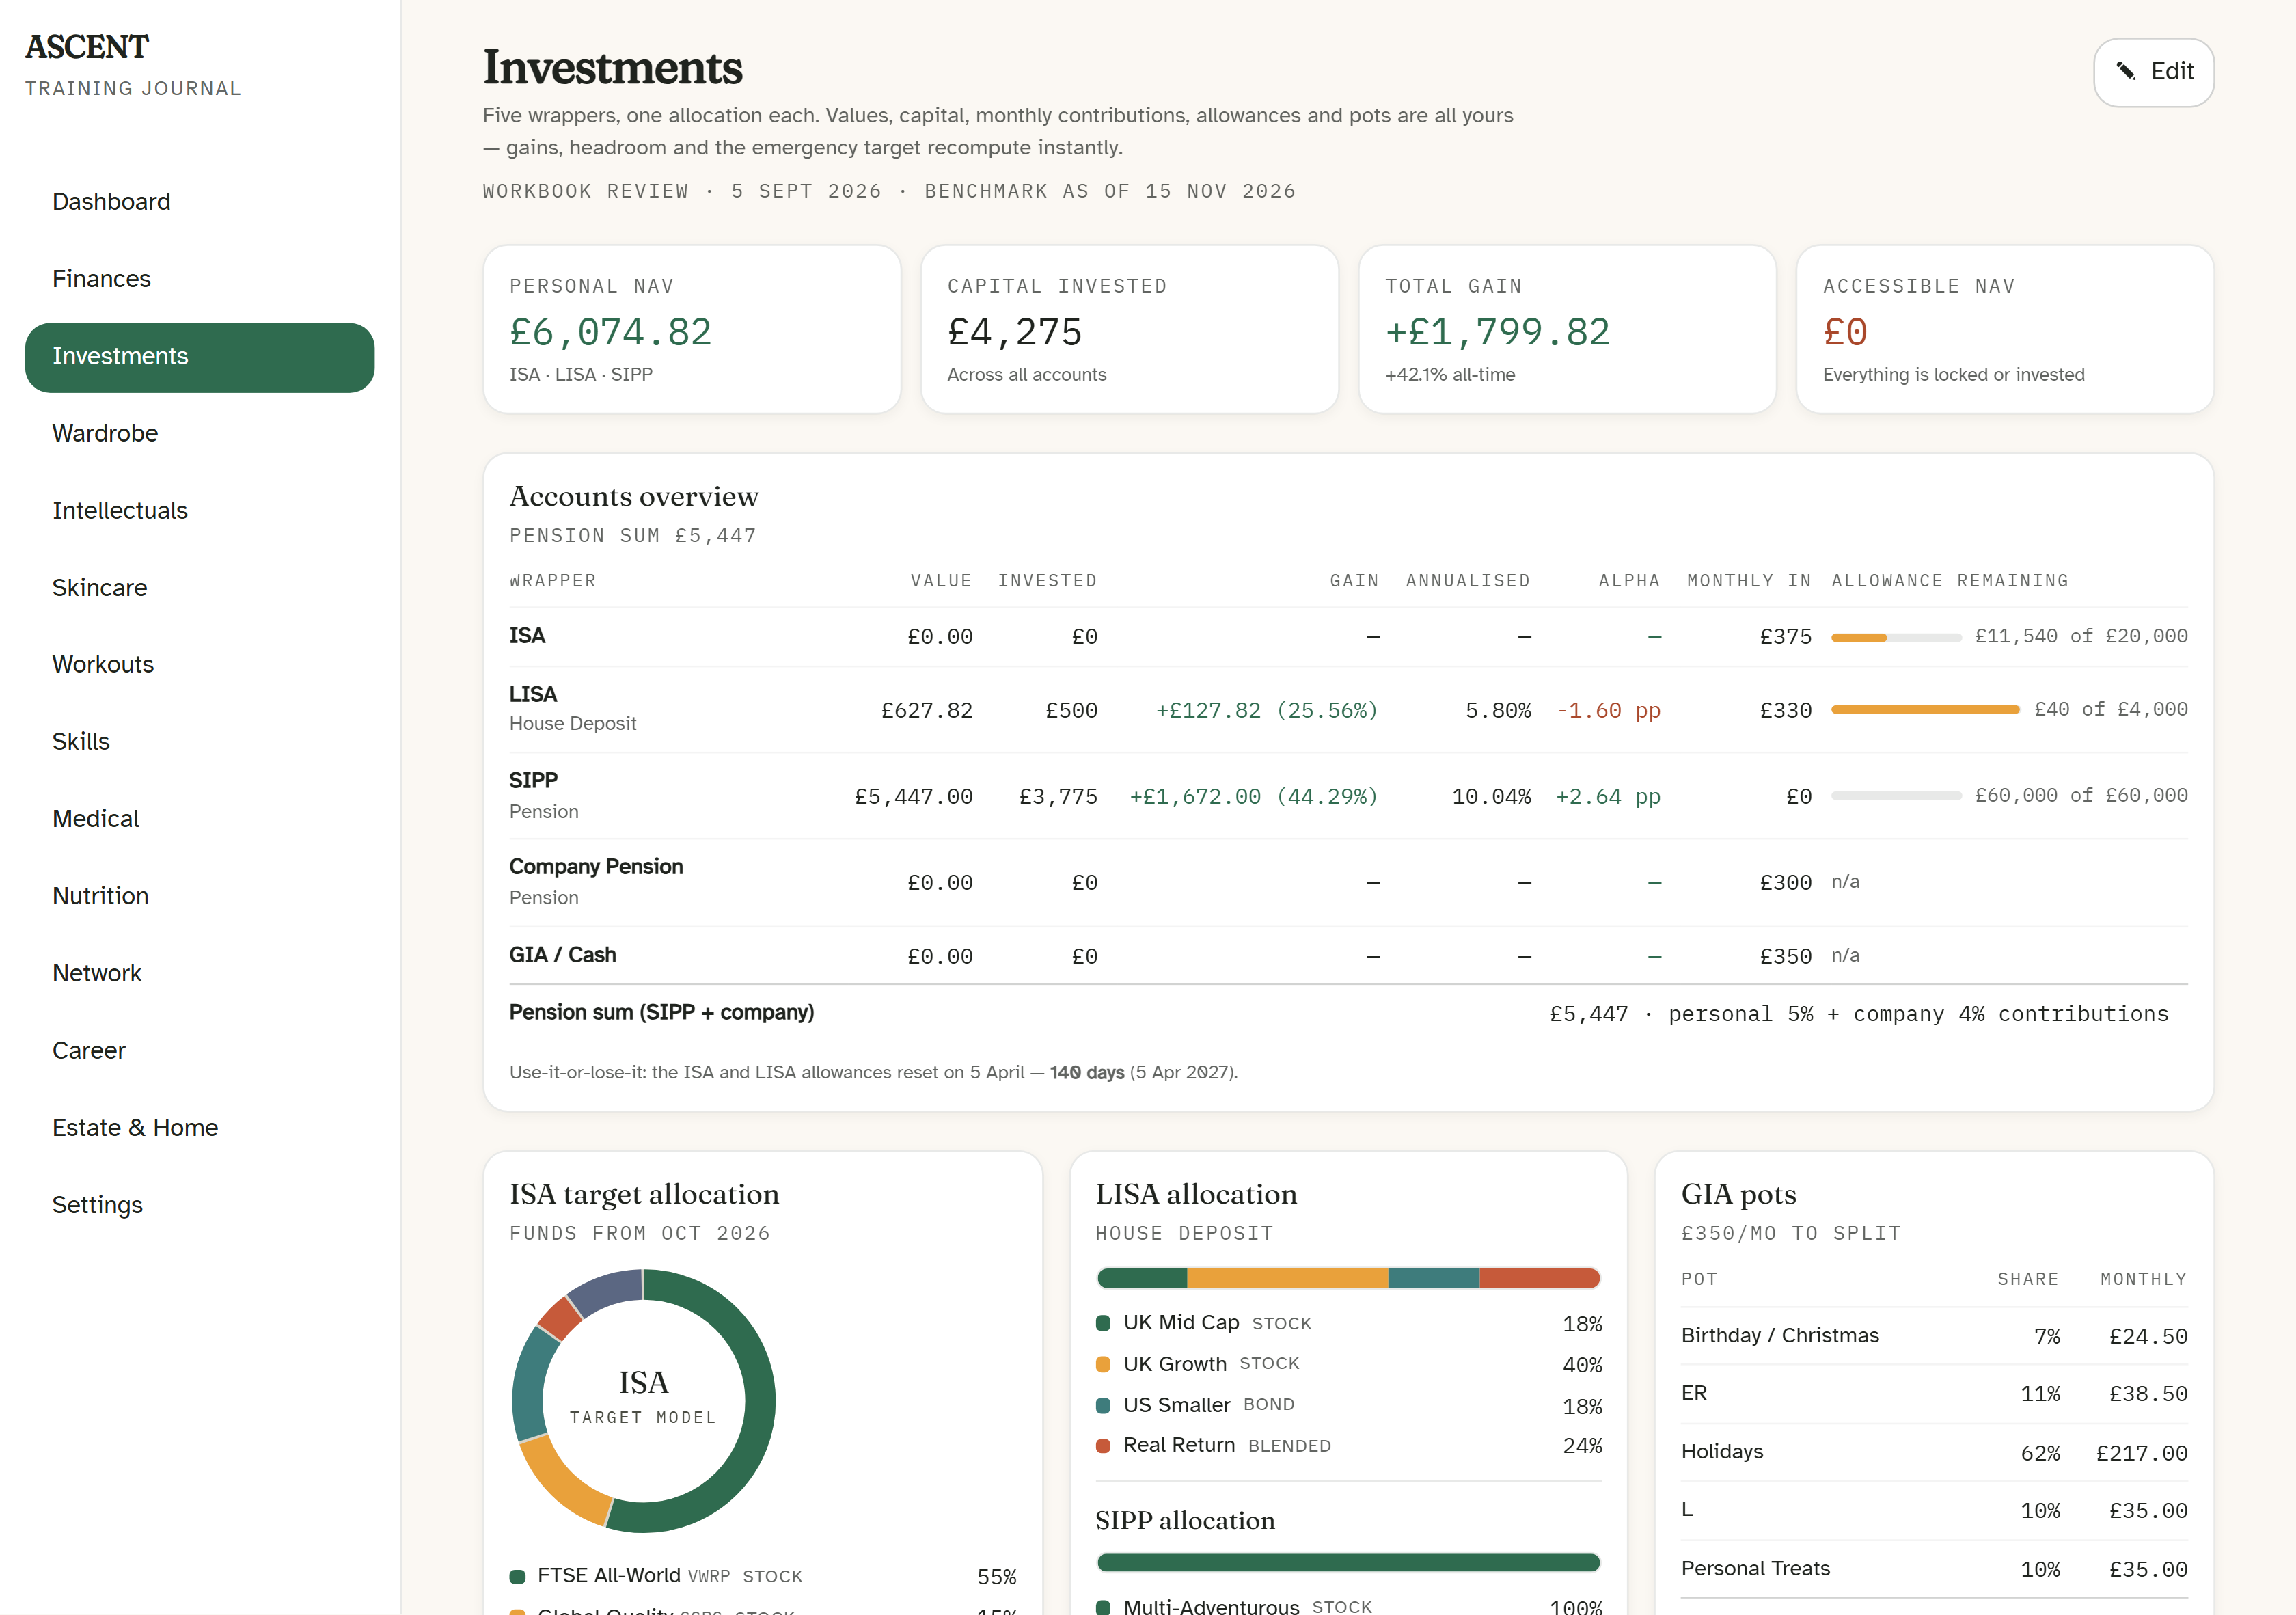 ASCENT
TRAINING JOURNAL
Dashboard
Finances
Investments
Wardrobe
Intellectuals
Skincare
Workouts
Skills
Medical
Nutrition
Network
Career
Estate & Home
Settings
Investments
Edit
Five wrappers, one allocation each. Values, capital, monthly contributions, allowances and pots are all yours
— gains, headroom and the emergency target recompute instantly.
WORKBOOK REVIEW · 5 SEPT 2026 · BENCHMARK AS OF 15 NOV 2026
PERSONAL NAV
£6,074.82
ISA · LISA · SIPP
CAPITAL INVESTED
£4,275
Across all accounts
TOTAL GAIN
+£1,799.82
+42.1% all-time
ACCESSIBLE NAV
£0
Everything is locked or invested
Accounts overview
PENSION SUM £5,447
WRAPPER VALUE INVESTED GAIN ANNUALISED ALPHA MONTHLY IN ALLOWANCE REMAINING
ISA £0.00 £0 — — — £375 £11,540 of £20,000
LISA
House Deposit
£627.82 £500 +£127.82 (25.56%) 5.80% -1.60 pp £330 £40 of £4,000
SIPP
Pension
£5,447.00 £3,775 +£1,672.00 (44.29%) 10.04% +2.64 pp £0 £60,000 of £60,000
Company Pension
Pension
£0.00 £0 — — — £300 n/a
GIA / Cash £0.00 £0 — — — £350 n/a
Pension sum (SIPP + company) £5,447 · personal 5% + company 4% contributions
Use-it-or-lose-it: the ISA and LISA allowances reset on 5 April — 140 days (5 Apr 2027).
ISA target allocation
FUNDS FROM OCT 2026
ISA
TARGET MODEL
FTSE All-World VWRP STOCK 55%
Global Quality STOCK 15%
LISA allocation
HOUSE DEPOSIT
UK Mid Cap STOCK 18%
UK Growth STOCK 40%
US Smaller BOND 18%
Real Return BLENDED 24%
SIPP allocation
Multi-Adventurous STOCK 100%
GIA pots
£350/MO TO SPLIT
POT SHARE MONTHLY
Birthday / Christmas 7% £24.50
ER 11% £38.50
Holidays 62% £217.00
L 10% £35.00
Personal Treats 10% £35.00